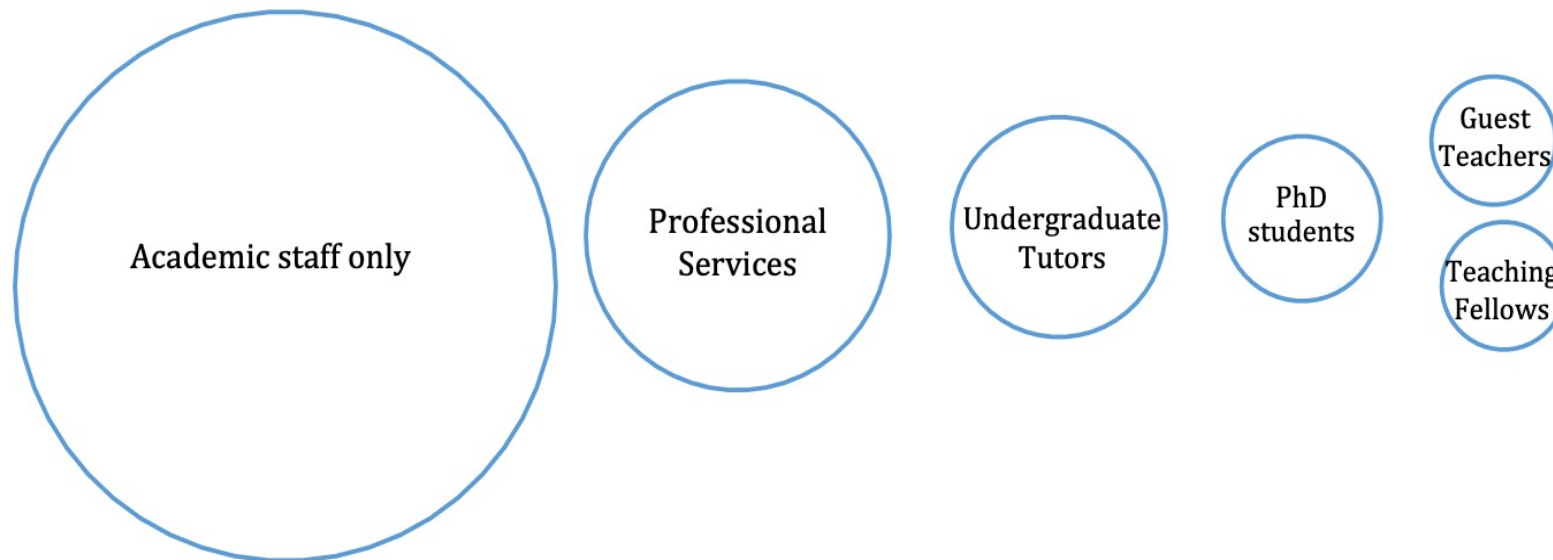 Academic staff only
Professional
Services
Undergraduate
Tutors
PhD
students
Guest
Teachers
Teaching
Fellows